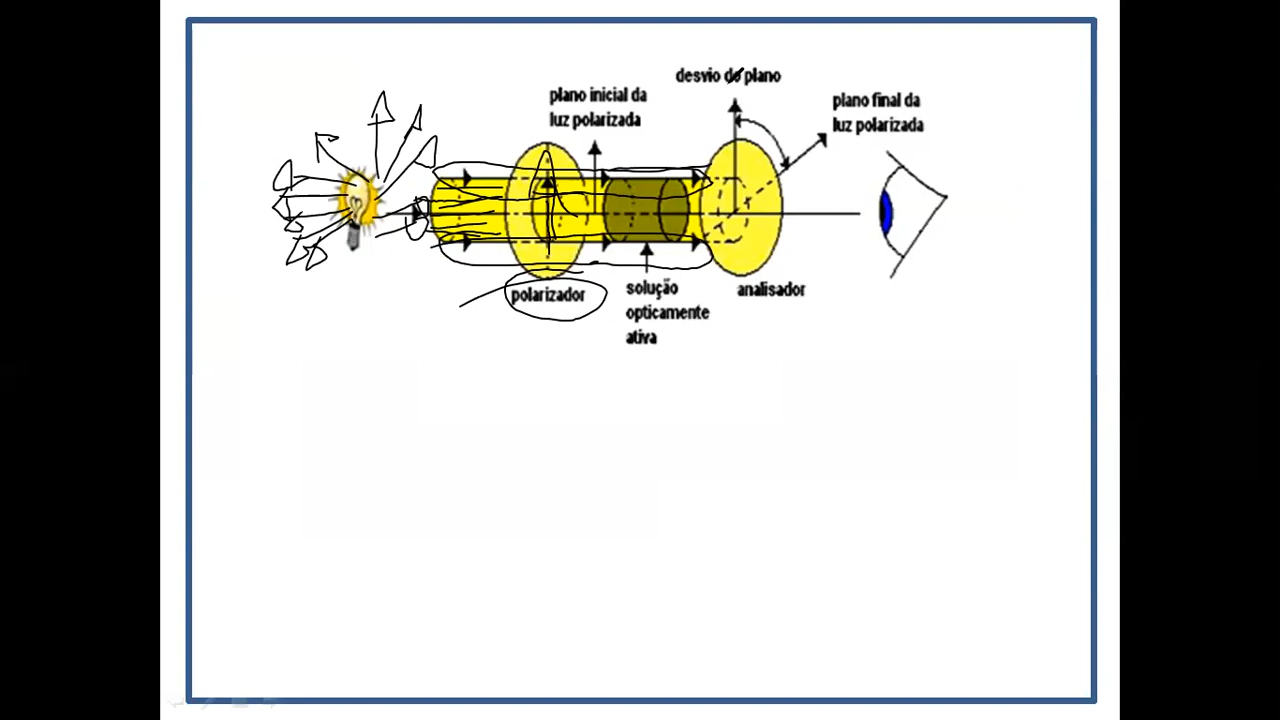 desvio do plano
plano inicial da
luz polarizada
plano final da
luz polarizada
polarizador
solução
opticamente
ativa
analisador